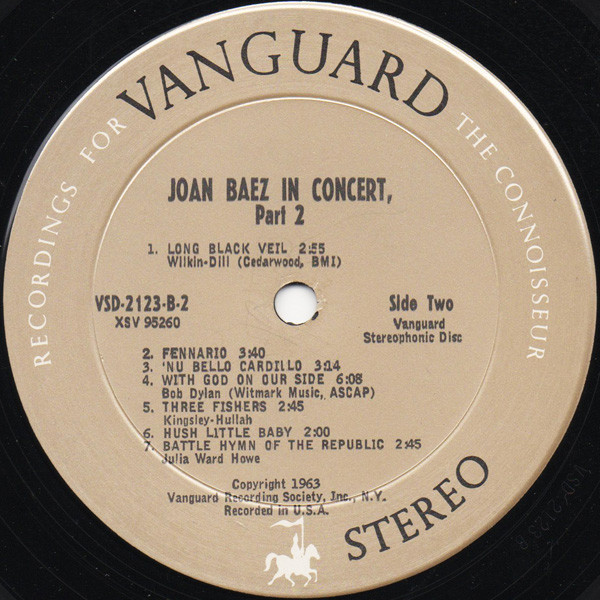 RECORDINGS FOR VANGUARD THE CONNOISSEUR
JOAN BAEZ IN CONCERT,
Part 2
1. LONG BLACK VEIL 2:55
Wilkin-Dill (Cedarwood, BMI)
VSD-2123-B-2
XSV 95260
Side Two
Vanguard
Stereophonic Disc
2. FENNARIO 3:40
3. 'NU BELLO CARDILLO 3:14
4. WITH GOD ON OUR SIDE 6:08
Bob Dylan (Witmark Music, ASCAP)
5. THREE FISHERS 2:45
Kingsley-Hullah
6. HUSH LITTLE BABY 2:00
7. BATTLE HYMN OF THE REPUBLIC 2:45
Julia Ward Howe
Copyright 1963
Vanguard Recording Society, Inc., N.Y.
Recorded in U.S.A.
STEREO